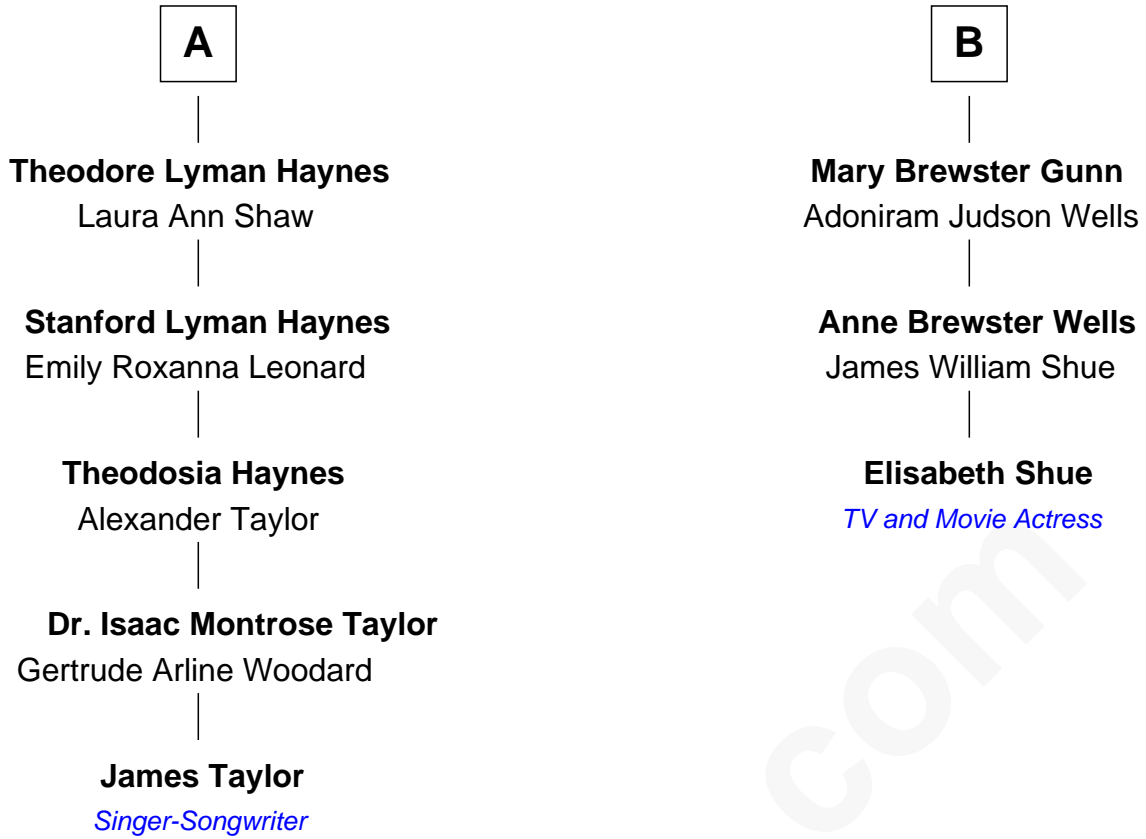 A
Theodore Lyman Haynes
Laura Ann Shaw
Stanford Lyman Haynes
Emily Roxanna Leonard
Theodosia Haynes
Alexander Taylor
Dr. Isaac Montrose Taylor
Gertrude Arline Woodard
James Taylor
Singer-Songwriter
B
Mary Brewster Gunn
Adoniram Judson Wells
Anne Brewster Wells
James William Shue
Elisabeth Shue
TV and Movie Actress
com